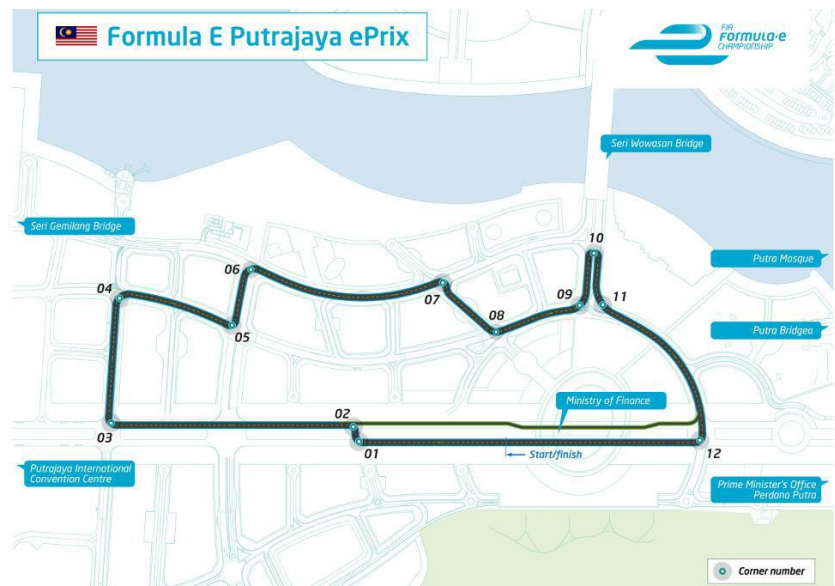 Formula E Putrajaya ePrix
FIA
FORMULA·E
CHAMPIONSHIP
Seri Wawasan Bridge
Seri Gemilang Bridge
10
Putra Mosque
06
04
07
09
11
08
05
Putra Bridgea
Ministry of Finance
02
03
01
Start/finish
12
Putrajaya International
Convention Centre
Prime Minister's Office
Perdana Putra
Corner number